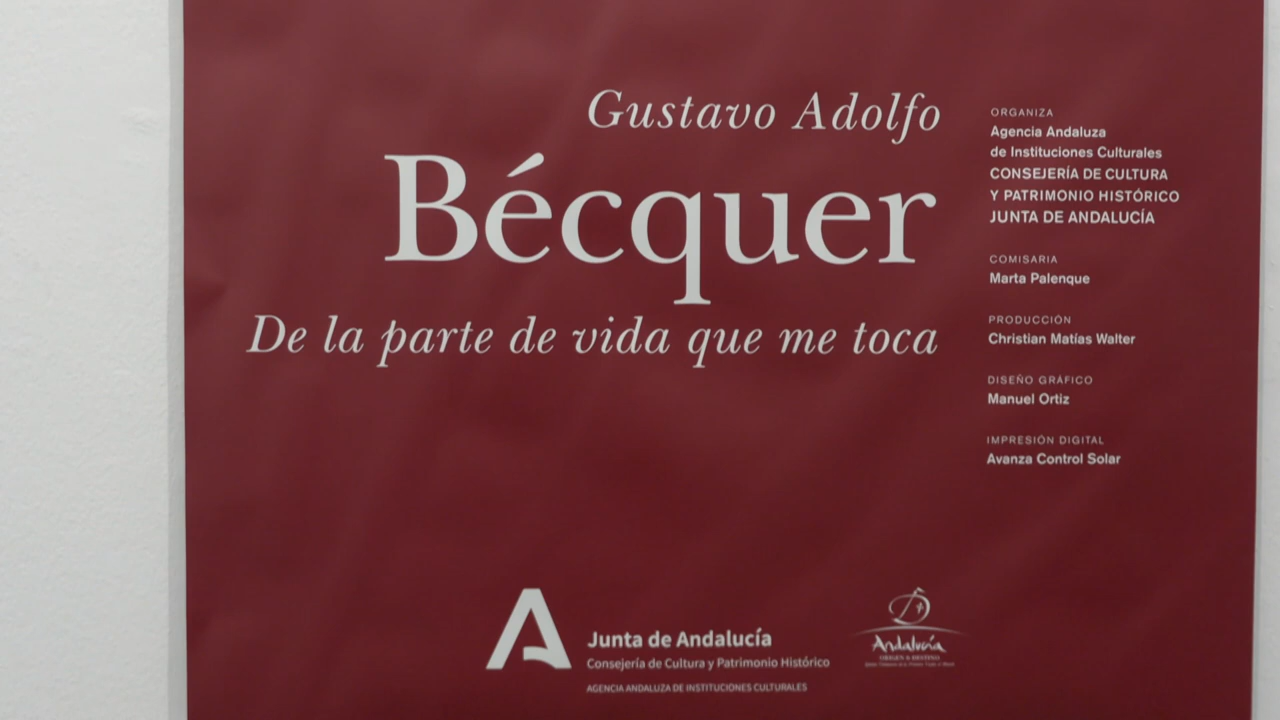 Gustavo Adolfo
Bécquer
De la parte de vida que me toca
ORGANIZA
Agencia Andaluza
de Instituciones Culturales
CONSEJERÍA DE CULTURA
Y PATRIMONIO HISTÓRICO
JUNTA DE ANDALUCÍA
COMISARIA
Marta Palenque
PRODUCCIÓN
Christian Matías Walter
DISEÑO GRÁFICO
Manuel Ortiz
IMPRESIÓN DIGITAL
Avanza Control Solar
Junta de Andalucía
Consejería de Cultura y Patrimonio Histórico
AGENCIA ANDALUZA DE INSTITUCIONES CULTURALES
Andalucía